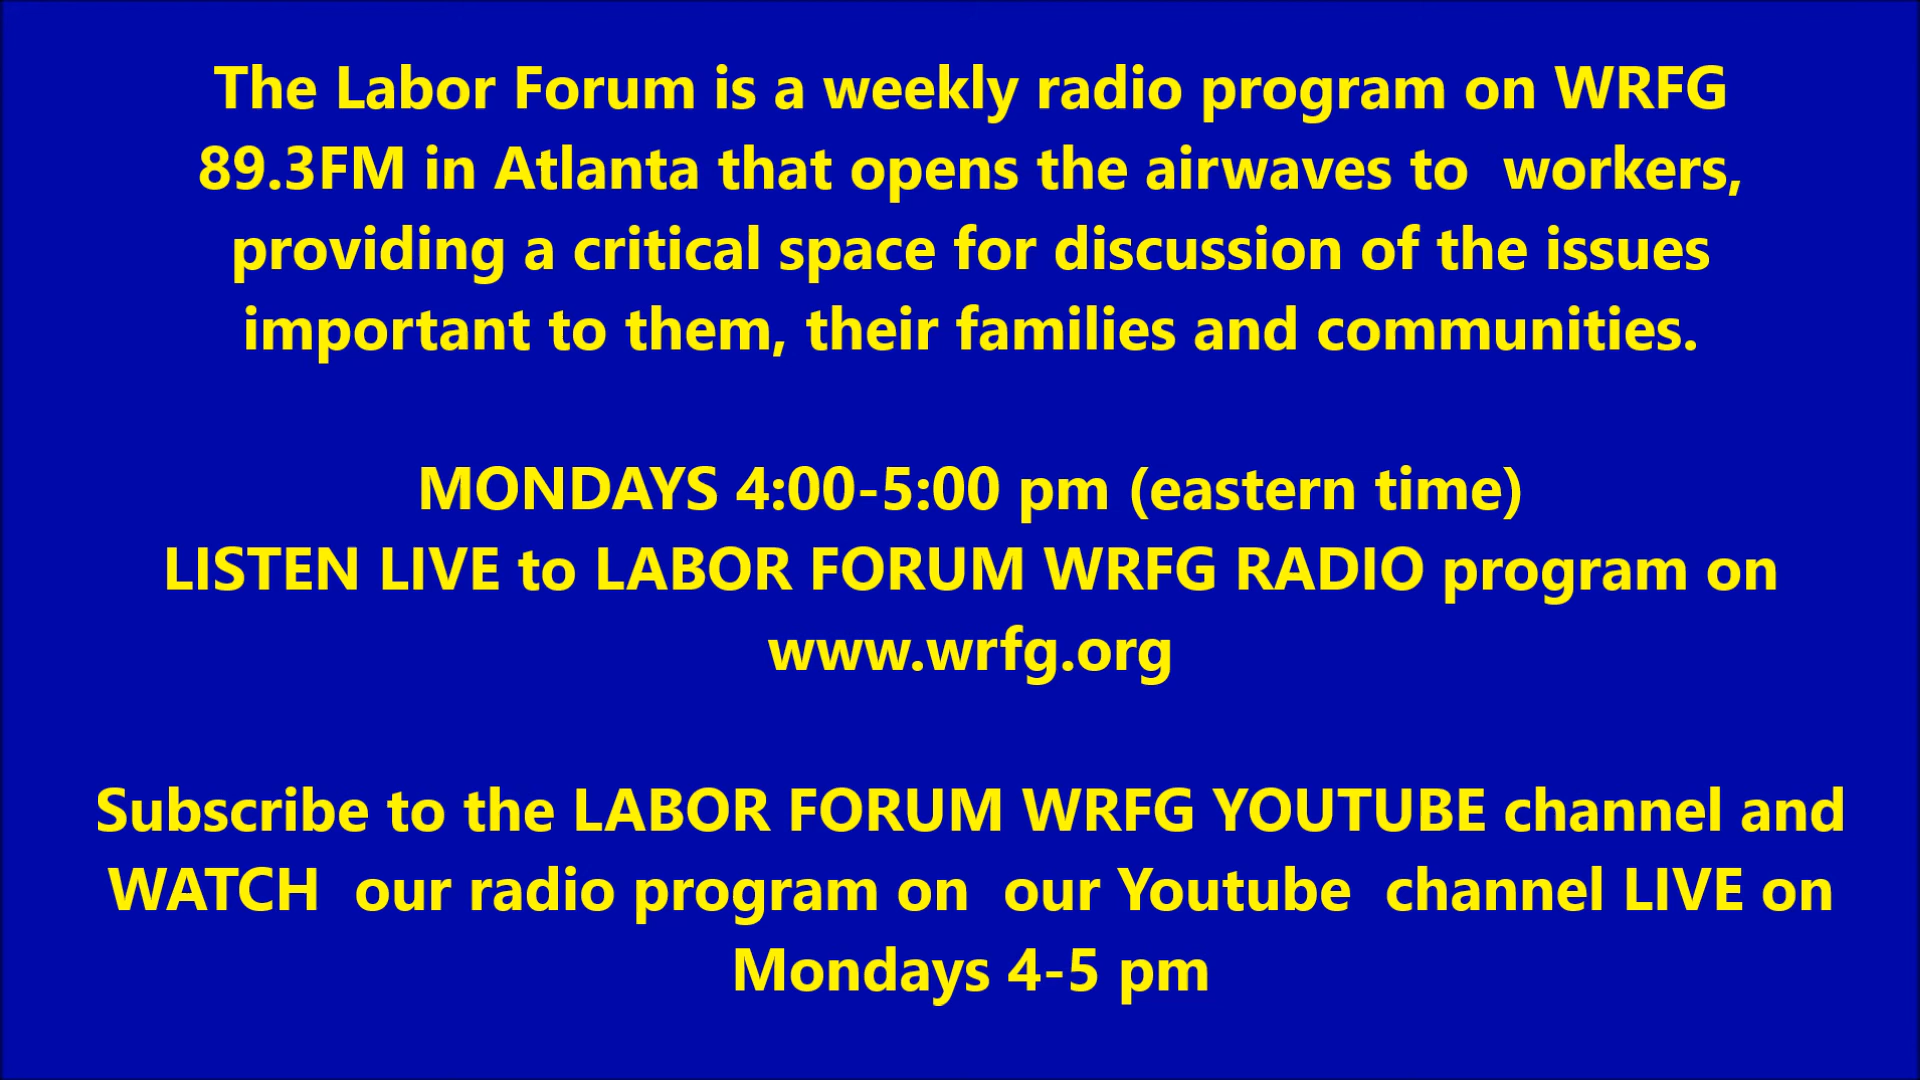 The Labor Forum is a weekly radio program on WRFG
89.3FM in Atlanta that opens the airwaves to  workers,
providing a critical space for discussion of the issues
important to them, their families and communities.
MONDAYS 4:00-5:00 pm (eastern time)
LISTEN LIVE to LABOR FORUM WRFG RADIO program on
www.wrfg.org
Subscribe to the LABOR FORUM WRFG YOUTUBE channel and
WATCH  our radio program on  our Youtube  channel LIVE on
Mondays 4-5 pm